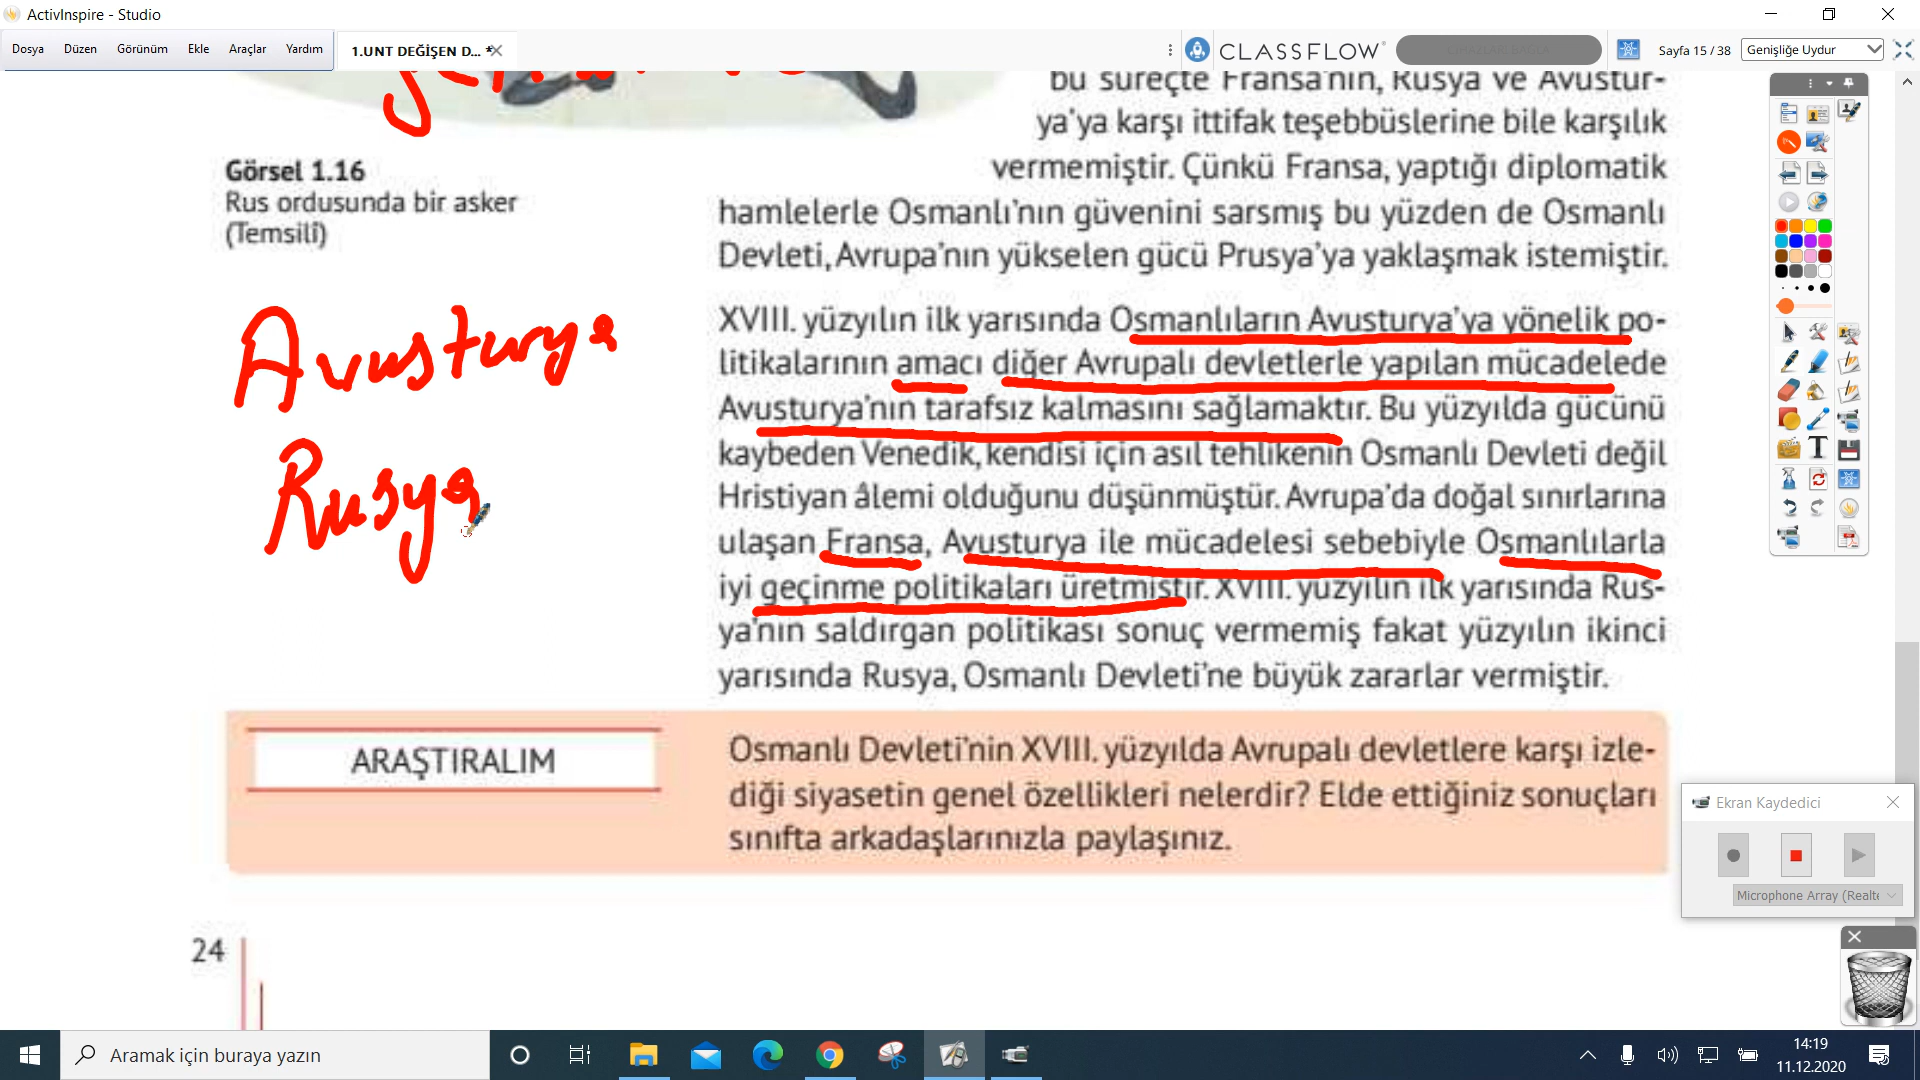 ActivInspire - Studio
Dosya Düzen Görünüm Ekle Araçlar Yardım
1.UNT DEĞİŞEN D... *
CLASSFLOW
Sayfa 15 / 38
Genişliğe Uydur
bu süreçte Fransa'nın, Rusya ve Avustur-
ya'ya karşı ittifak teşebbüslerine bile karşılık
vermemiştir. Çünkü Fransa, yaptığı diplomatik
hamlelerle Osmanlı'nın güvenini sarsmış bu yüzden de Osmanlı
Devleti, Avrupa'nın yükselen gücü Prusya'ya yaklaşmak istemiştir.
Görsel 1.16
Rus ordusunda bir asker
(Temsilî)
Avusturya
Rusya
XVIII. yüzyılın ilk yarısında Osmanlıların Avusturya'ya yönelik po-
litikalarının amacı diğer Avrupalı devletlerle yapılan mücadelede
Avusturya'nın tarafsız kalmasını sağlamaktır. Bu yüzyılda gücünü
kaybeden Venedik, kendisi için asıl tehlikenin Osmanlı Devleti değil
Hristiyan âlemi olduğunu düşünmüştür. Avrupa'da doğal sınırlarına
ulaşan Fransa, Avusturya ile mücadelesi sebebiyle Osmanlılarla
iyi geçinme politikaları üretmiştir. XVIII. yüzyılın ilk yarısında Rus-
ya'nın saldırgan politikası sonuç vermemiş fakat yüzyılın ikinci
yarısında Rusya, Osmanlı Devleti'ne büyük zararlar vermiştir.
ARAŞTIRALIM
Osmanlı Devleti'nin XVIII. yüzyılda Avrupalı devletlere karşı izle-
diği siyasetin genel özellikleri nelerdir? Elde ettiğiniz sonuçları
sınıfta arkadaşlarınızla paylaşınız.
24
Ekran Kaydedici
Microphone Array (Realte
Aramak için buraya yazın
14:19
11.12.2020